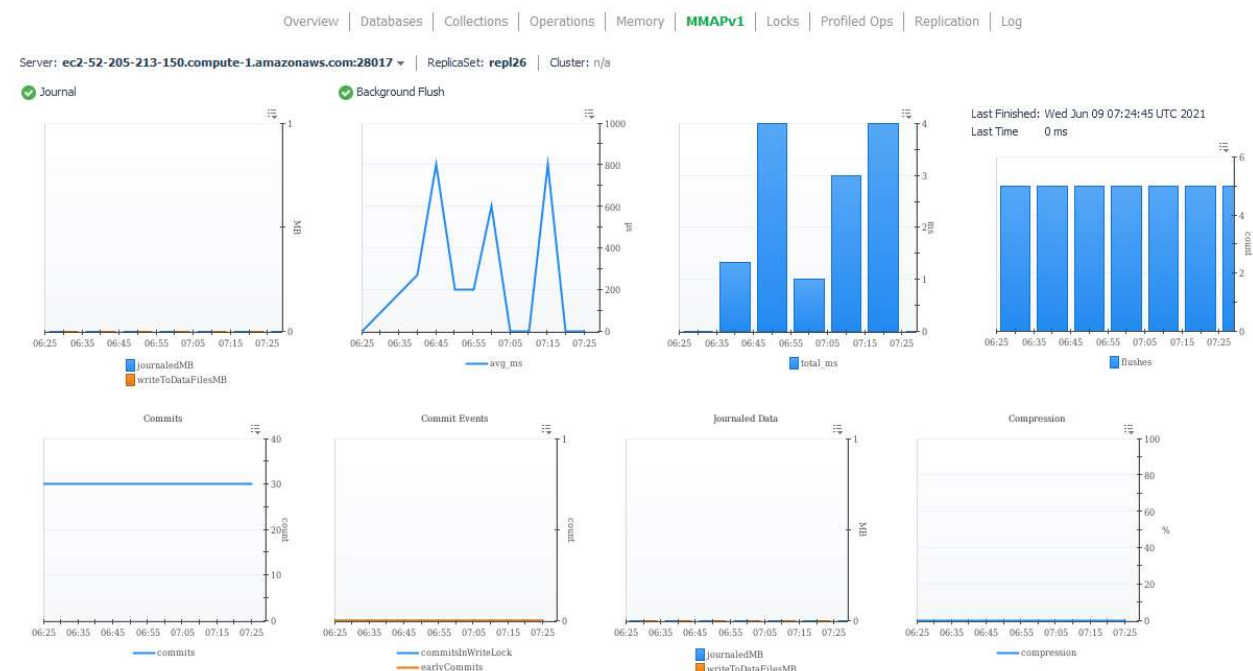 Overview | Databases | Collections | Operations | Memory | MMAPv1 | Locks | Profiled Ops | Replication | Log
Server: ec2-52-205-213-150.compute-1.amazonaws.com:28017 | ReplicaSet: repl26 | Cluster: n/a
Journal
1
MB
0
06:25 06:35 06:45 06:55 07:05 07:15 07:25
journaledMB
writeToDataFilesMB
Background Flush
1000
800
600
µs
400
200
0
06:25 06:35 06:45 06:55 07:05 07:15 07:25
avg_ms
4
3
2
ms
1
0
06:25 06:35 06:45 06:55 07:05 07:15 07:25
total_ms
Last Finished: Wed Jun 09 07:24:45 UTC 2021
Last Time 0 ms
6
4
count
2
0
06:25 06:35 06:45 06:55 07:05 07:15 07:25
flushes
Commits
40
30
20
count
10
0
06:25 06:35 06:45 06:55 07:05 07:15 07:25
commits
Commit Events
1
count
0
06:25 06:35 06:45 06:55 07:05 07:15 07:25
commitsInWriteLock
earlyCommits
Journaled Data
1
MB
0
06:25 06:35 06:45 06:55 07:05 07:15 07:25
journaledMB
writeToDataFilesMB
Compression
100
80
60
%
40
20
0
06:25 06:35 06:45 06:55 07:05 07:15 07:25
compression